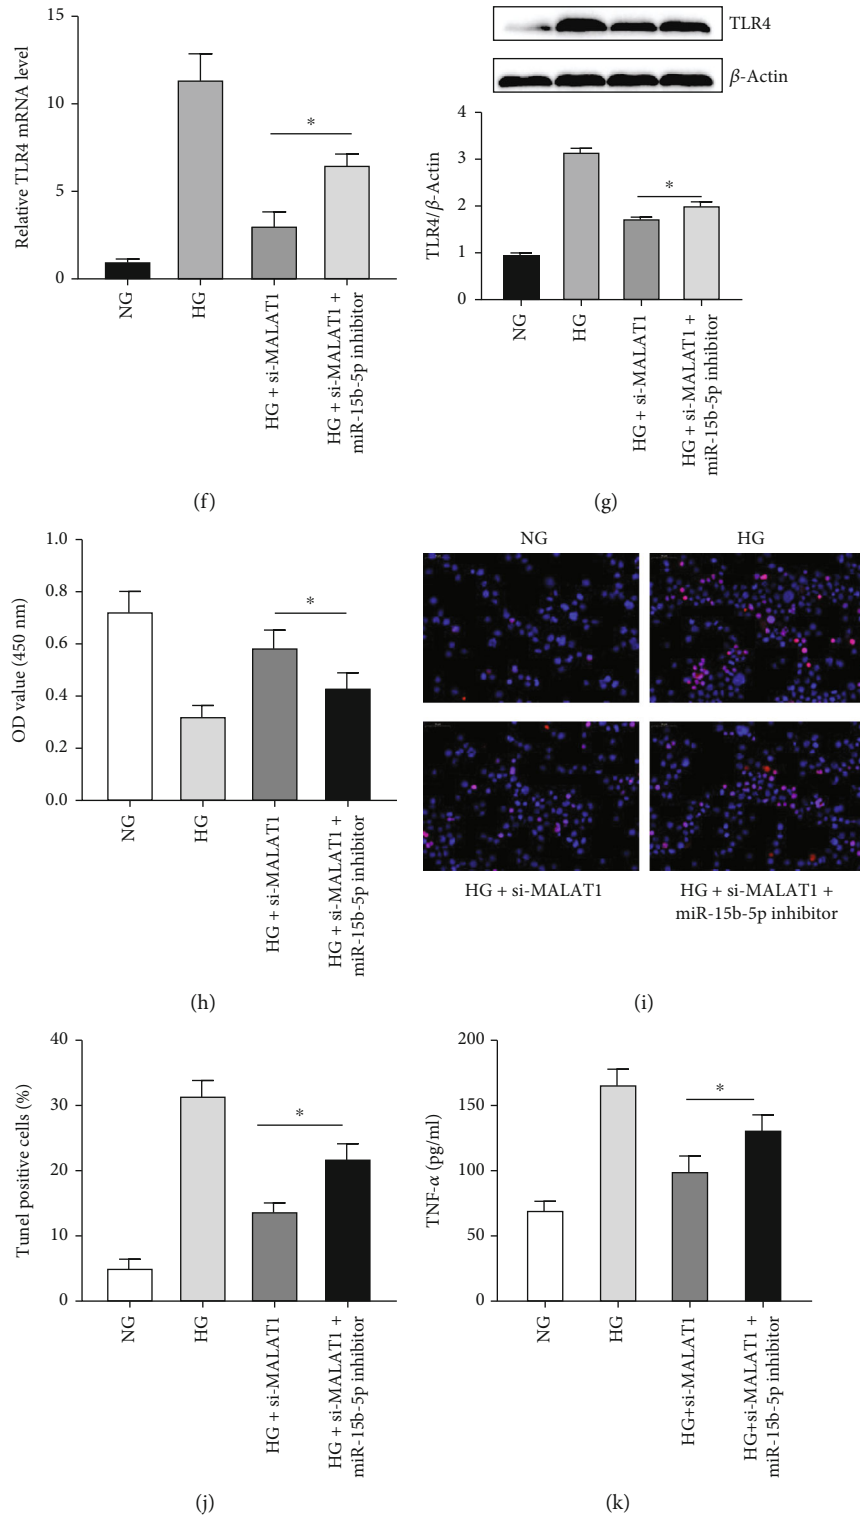 Relative TLR4 mRNA level
15
10
5
0
NG
HG
HG + si-MALAT1
HG + si-MALAT1 +
miR-15b-5p inhibitor
*
(f)
TLR4
β-Actin
TLR4/β-Actin
4
3
2
1
0
NG
HG
HG + si-MALAT1
HG + si-MALAT1 +
miR-15b-5p inhibitor
*
(g)
OD value (450 nm)
1.0
0.8
0.6
0.4
0.2
0.0
NG
HG
HG + si-MALAT1
HG + si-MALAT1 +
miR-15b-5p inhibitor
*
(h)
NG
HG
HG + si-MALAT1
HG + si-MALAT1 +
miR-15b-5p inhibitor
(i)
Tunel positive cells (%)
40
30
20
10
0
NG
HG
HG + si-MALAT1
HG + si-MALAT1 +
miR-15b-5p inhibitor
*
(j)
TNF-α (pg/ml)
200
150
100
50
0
NG
HG
HG+si-MALAT1
HG+si-MALAT1 +
miR-15b-5p inhibitor
*
(k)